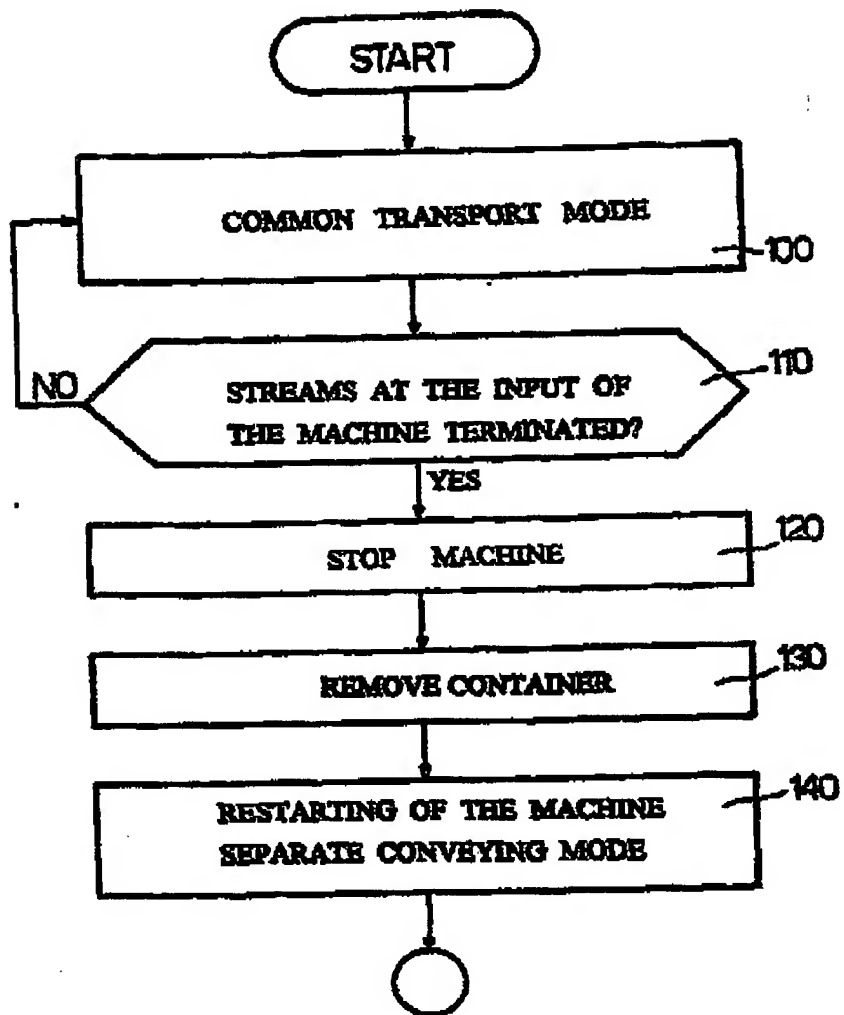 START
COMMON TRANSPORT MODE
100
NO
STREAMS AT THE INPUT OF
THE MACHINE TERMINATED?
110
YES
STOP MACHINE
120
REMOVE CONTAINER
130
RESTARTING OF THE MACHINE
SEPARATE CONVEYING MODE
140